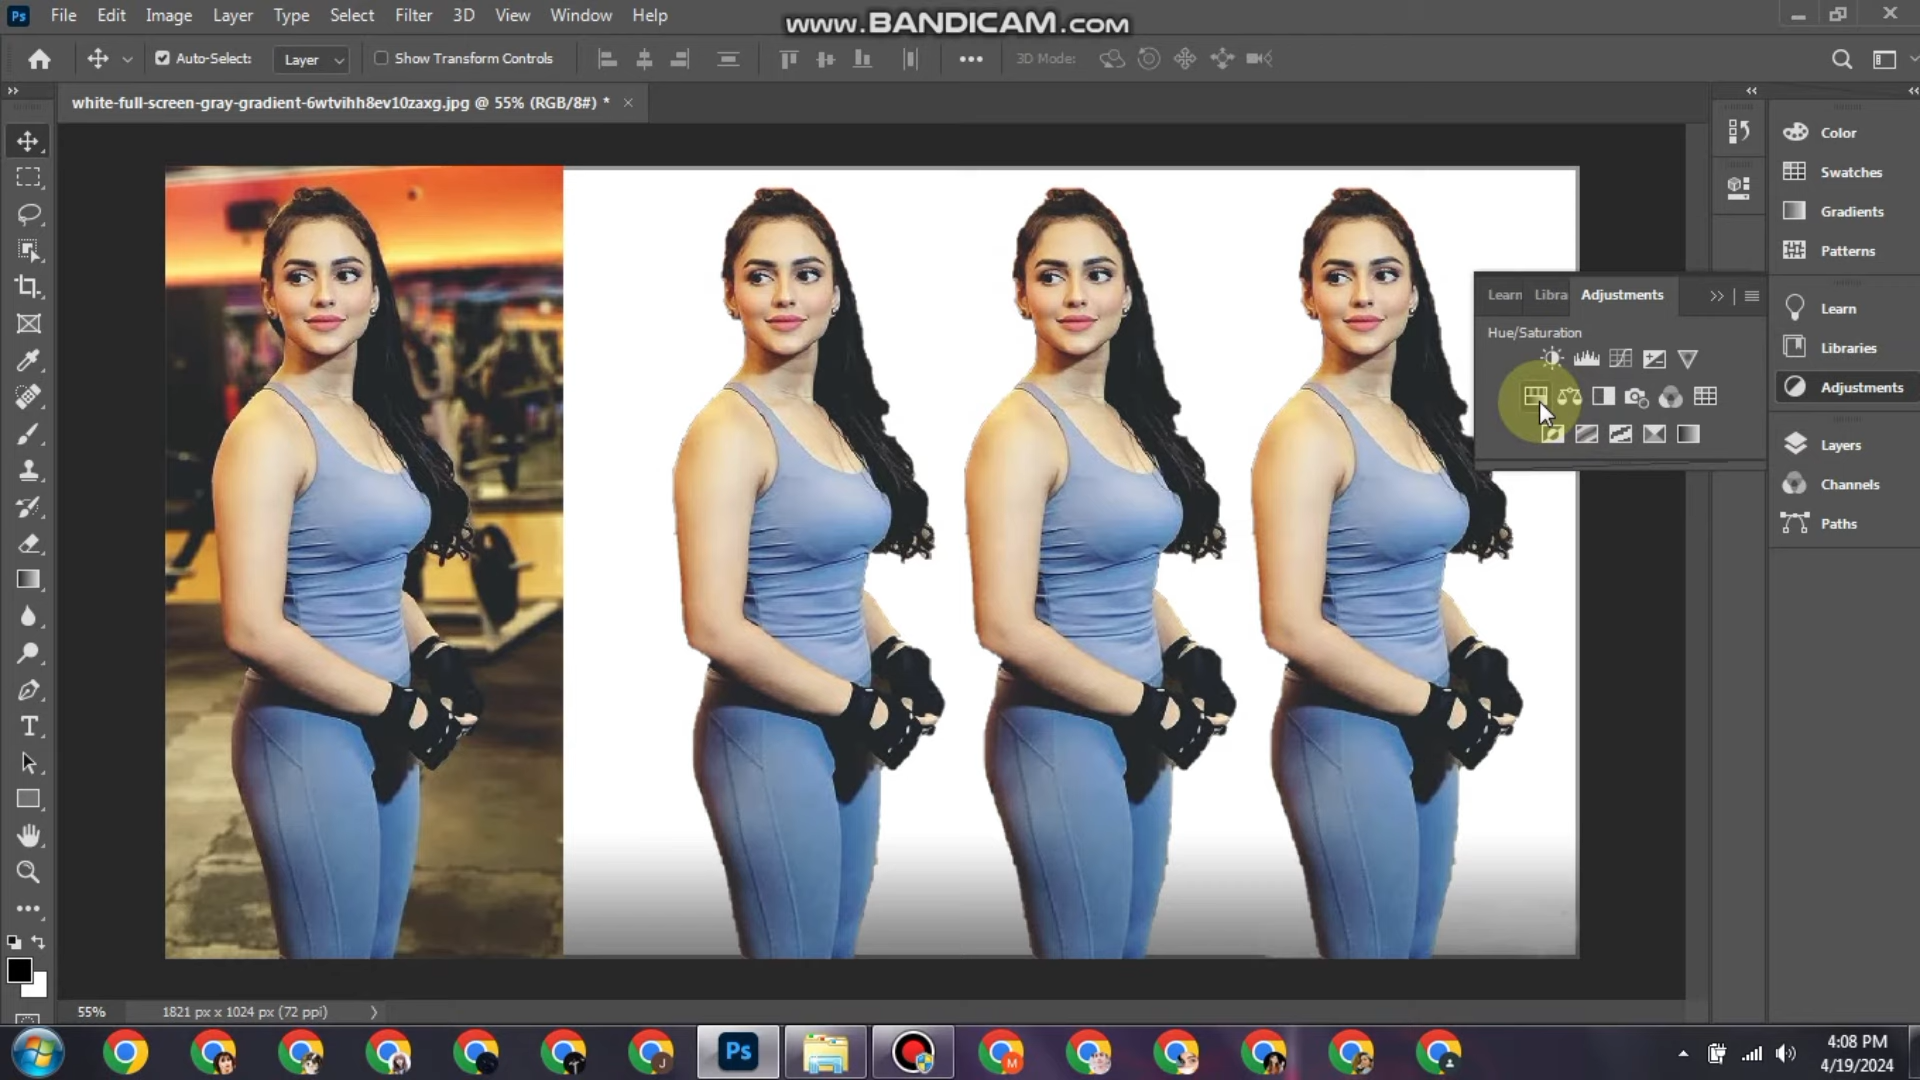 Ps File Edit Image Layer Type Select Filter 3D View Window Help
www.BANDICAM.com
Auto-Select: Layer Show Transform Controls 3D Mode:
white-full-screen-gray-gradient-6wtvihh8ev10zaxg.jpg @ 55% (RGB/8#) *
Color
Swatches
Gradients
Patterns
Learn Libra Adjustments
Hue/Saturation
Learn
Libraries
Adjustments
Layers
Channels
Paths
T
55% 1821 px x 1024 px (72 ppi)
J Ps M
4:08 PM
4/19/2024